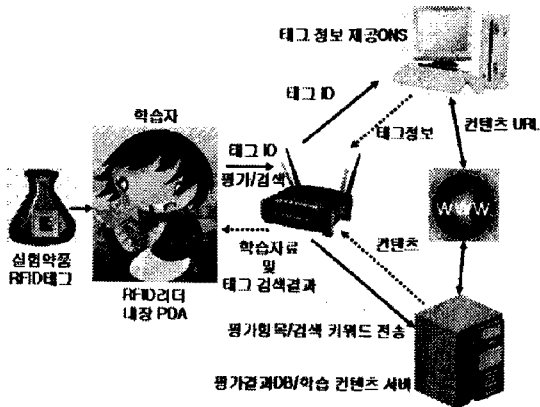 태그 정보 제공ONS
태그 ID
학습자
태그정보
컨텐츠 URL
태그 ID
평가/검색
WWW
컨텐츠
실험약품
RFID태그
학습자료
및
태그 검색결과
RFID리더
내장 PDA
평가항목/검색 키워드 전송
평가결과DB/학습 컨텐츠 서버